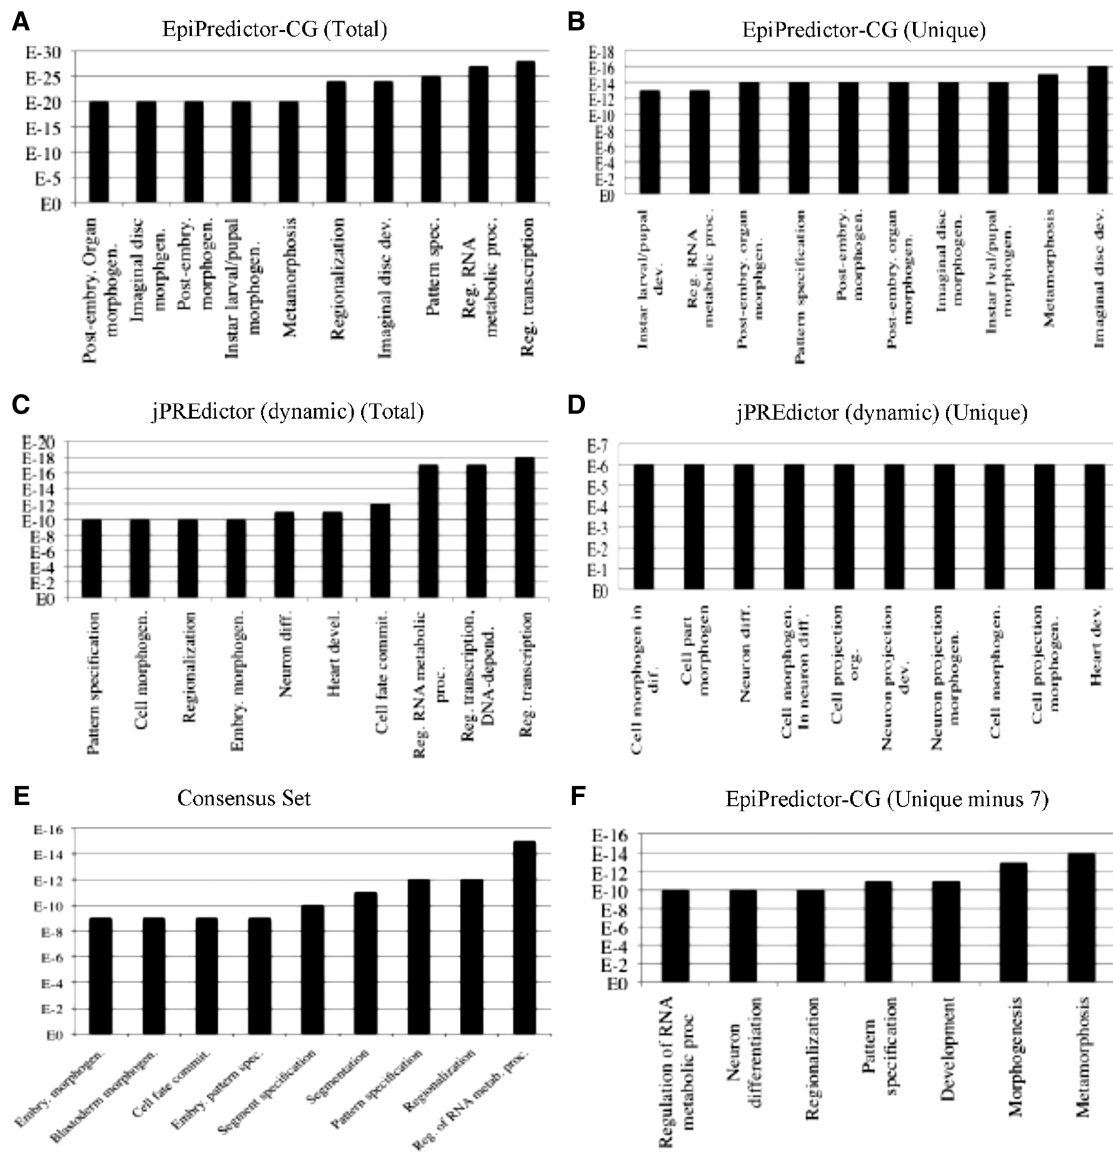 A
EpiPredictor-CG (Total)
E-30
E-25
E-20
E-15
E-10
E-5
E0
Post-embry. Organ
morphogen.
Imaginal disc
morphgen.
Post-embry.
morphogen.
Instar larval/pupal
morphogen.
Metamorphosis
Regionalization
Imaginal disc dev.
Pattern spec.
Reg. RNA
metabolic proc.
Reg. transcription
B
EpiPredictor-CG (Unique)
E-18
E-16
E-14
E-12
E-10
E-8
E-6
E-4
E-2
E0
Instar larval/pupal
dev.
Reg. RNA
metabolic proc.
Post-embry. organ
morphgen.
Pattern specification
Post-embry.
morphogen.
Post-embry. organ
morphogen.
Imaginal disc
morphogen.
Instar lval/pupal
morphogen.
Metamorphosis
Imaginal disc dev.
C
jPREdictor (dynamic) (Total)
E-20
E-18
E-16
E-14
E-12
E-10
E-8
E-6
E-4
E-2
E0
Pattern specification
Cell morphogen.
Regionalization
Embry. morphogen.
Neuron diff.
Heart devel.
Cell fate commit.
Reg. RNA metabolic
proc.
Reg. transcription,
DNA-depend.
Reg. transcription
D
jPREdictor (dynamic) (Unique)
E-7
E-6
E-5
E-4
E-3
E-2
E-1
E0
Cell morphogen in
dif.
Cell part
morphogen
Neuron diff.
Cell morphogen.
In neuron diff.
Cell projection
org.
Neuron projection
dev.
Neuron projection
morphogen.
Cell morphogen.
Cell projection
morphogen.
Heart dev.
E
Consensus Set
E-16
E-14
E-12
E-10
E-8
E-6
E-4
E-2
E0
Embry. morphogen.
Blastoderm morphogen.
Cell fate commit.
Embry. pattern spec.
Segment specification
Segmentation
Pattern specification
Regionalization
Reg. of RNA metab. proc.
F
EpiPredictor-CG (Unique minus 7)
E-16
E-14
E-12
E-10
E-8
E-6
E-4
E-2
E0
Regulation of RNA
metabolic proc
Neuron
differentiation
Regionalization
Pattern
specification
Development
Morphogenesis
Metamorphosis